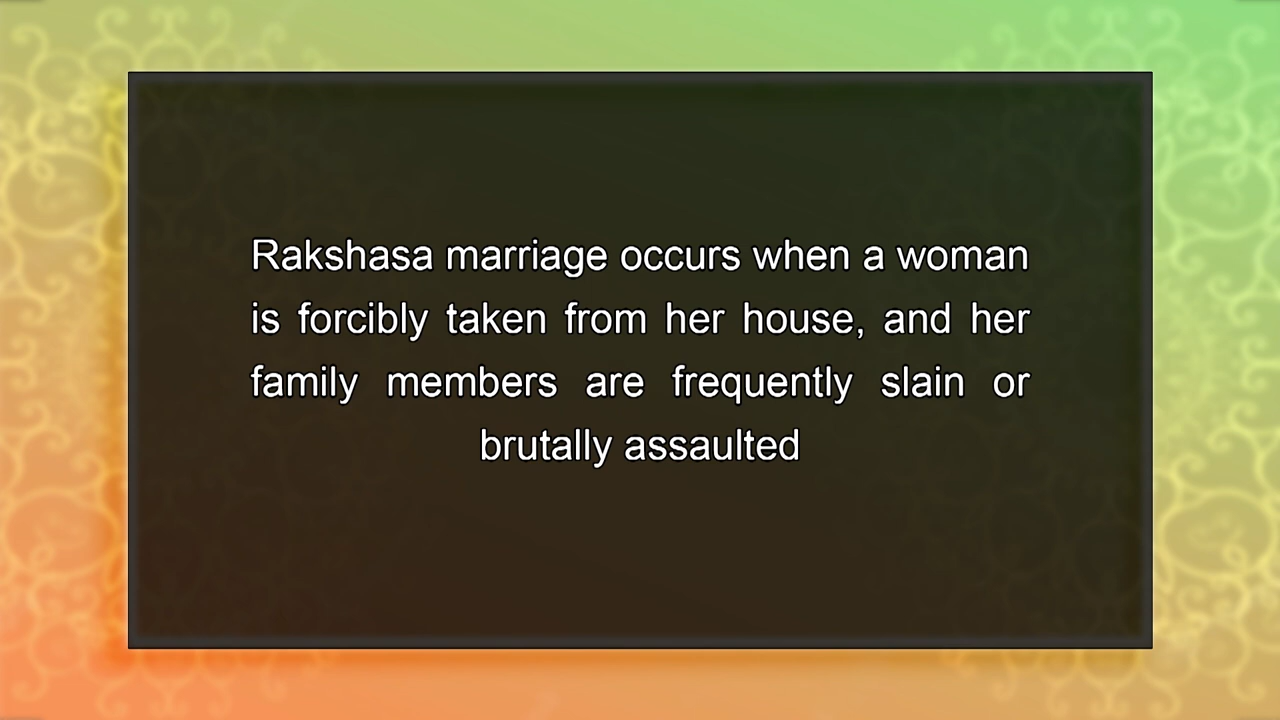 Rakshasa marriage occurs when a woman
is forcibly taken from her house, and her
family members are frequently slain or
brutally assaulted